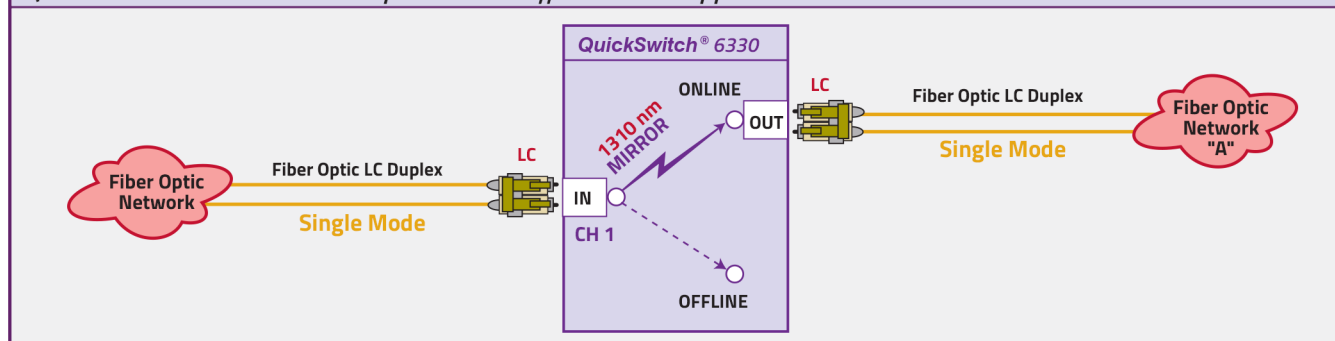 QuickSwitch® 6330
ONLINE
LC
Fiber Optic LC Duplex
Fiber Optic
Network
"A"
OUT
1310 nm
MIRROR
Single Mode
LC
Fiber Optic LC Duplex
Fiber Optic
Network
IN
Single Mode
CH 1
OFFLINE